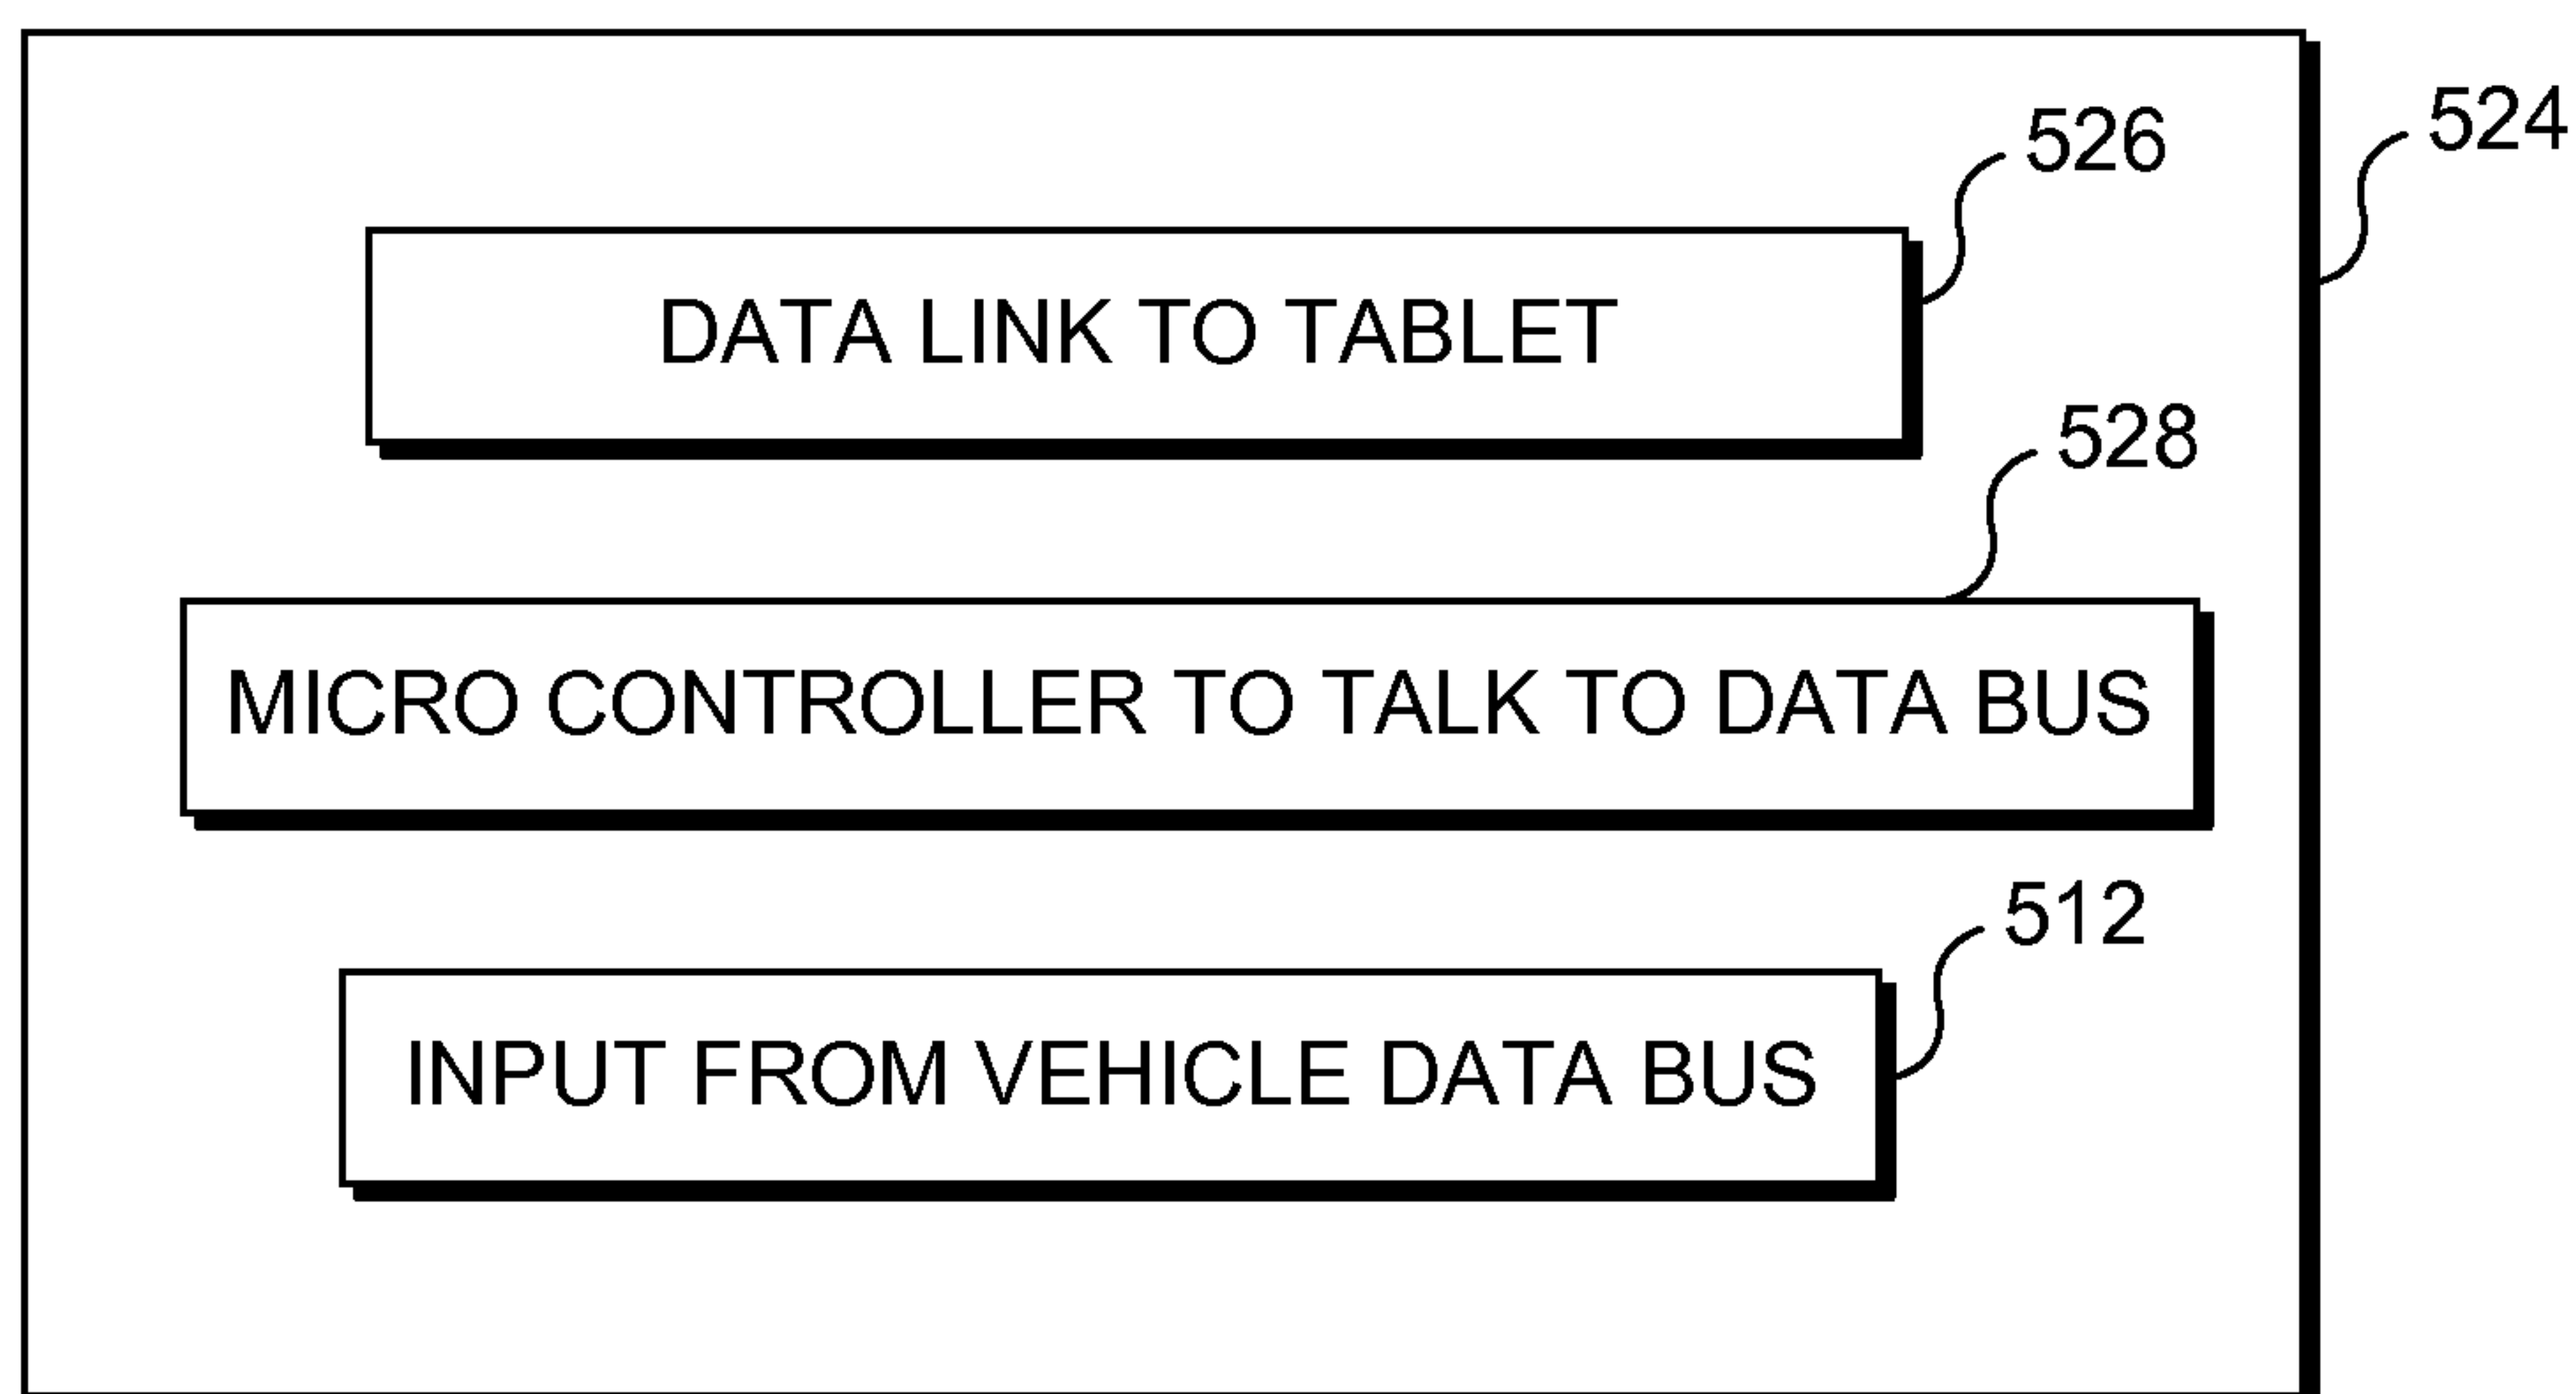 524
526
DATA LINK TO TABLET
528
MICRO CONTROLLER TO TALK TO DATA BUS
512
INPUT FROM VEHICLE DATA BUS